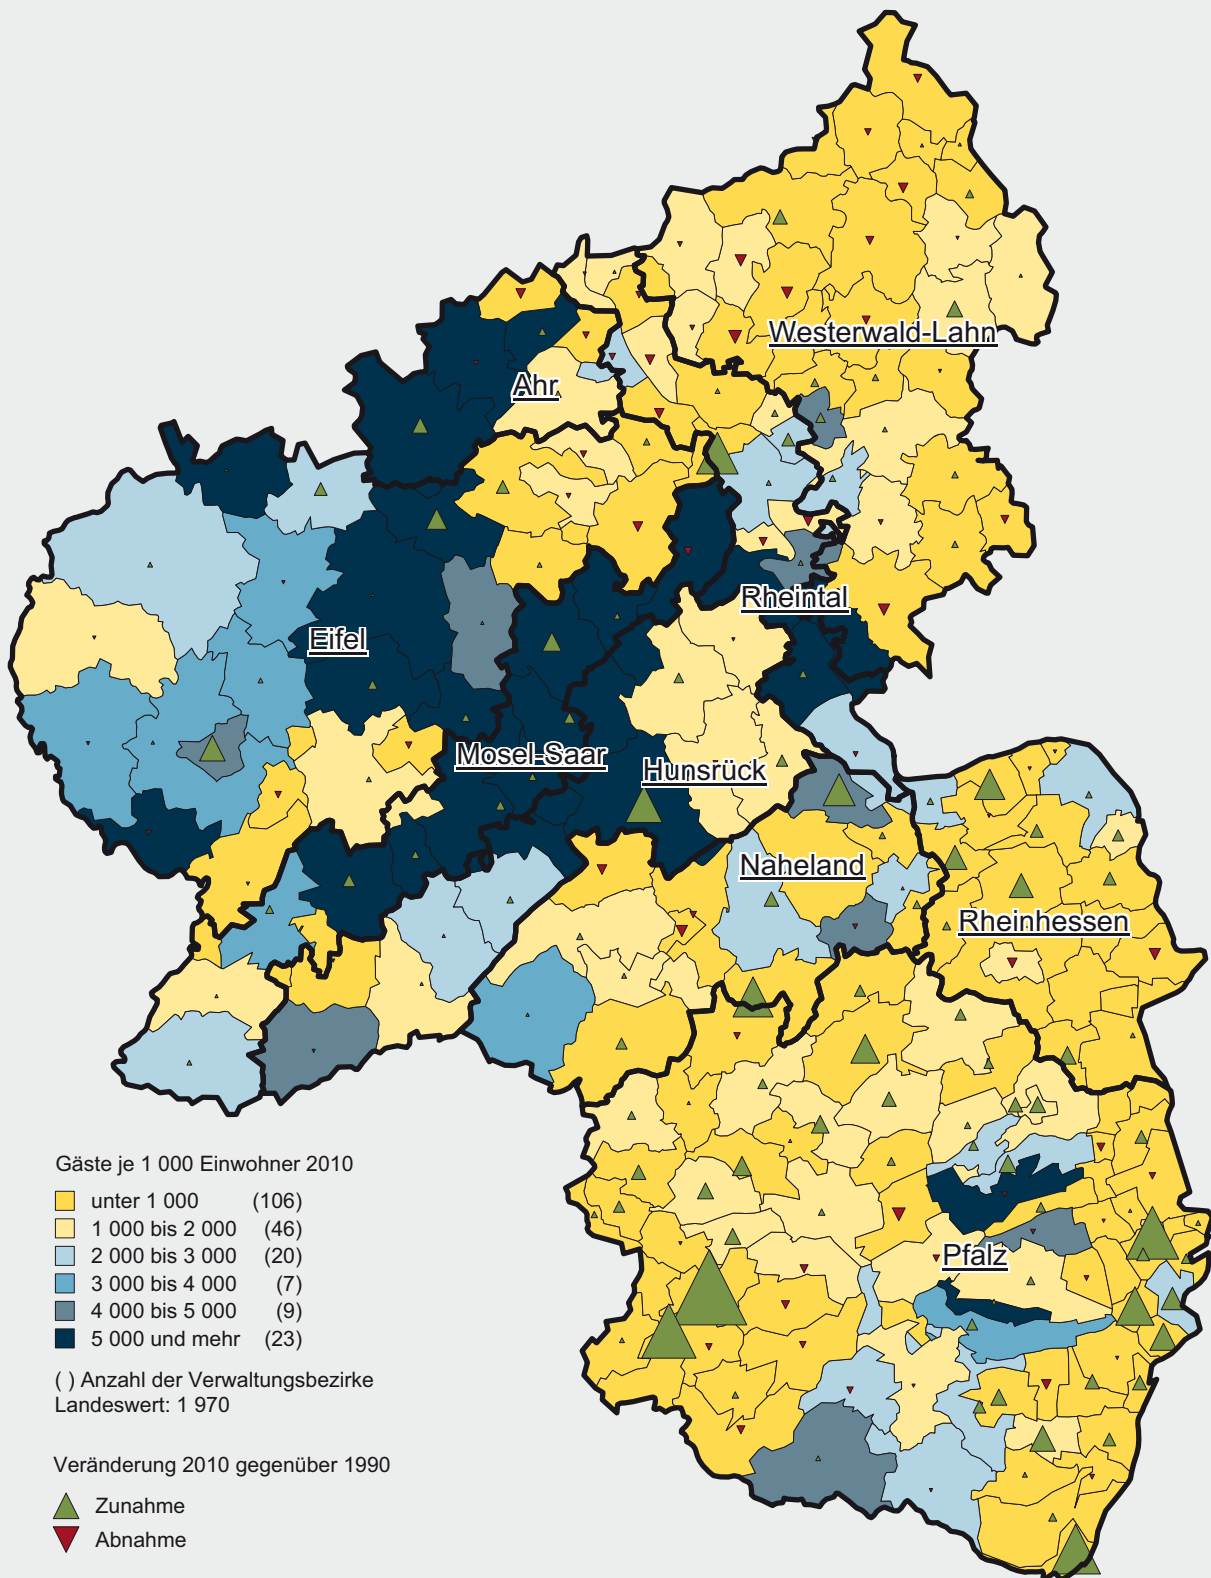 Westerwald-Lahn
Ahr
Rheintal
Eifel
Mosel-Saar
Hunsrück
Naheland
Rheinhessen
Pfalz
Gäste je 1 000 Einwohner 2010
unter 1 000 (106)
1 000 bis 2 000 (46)
2 000 bis 3 000 (20)
3 000 bis 4 000 (7)
4 000 bis 5 000 (9)
5 000 und mehr (23)
( ) Anzahl der Verwaltungsbezirke
Landeswert: 1 970
Veränderung 2010 gegenüber 1990
Zunahme
Abnahme